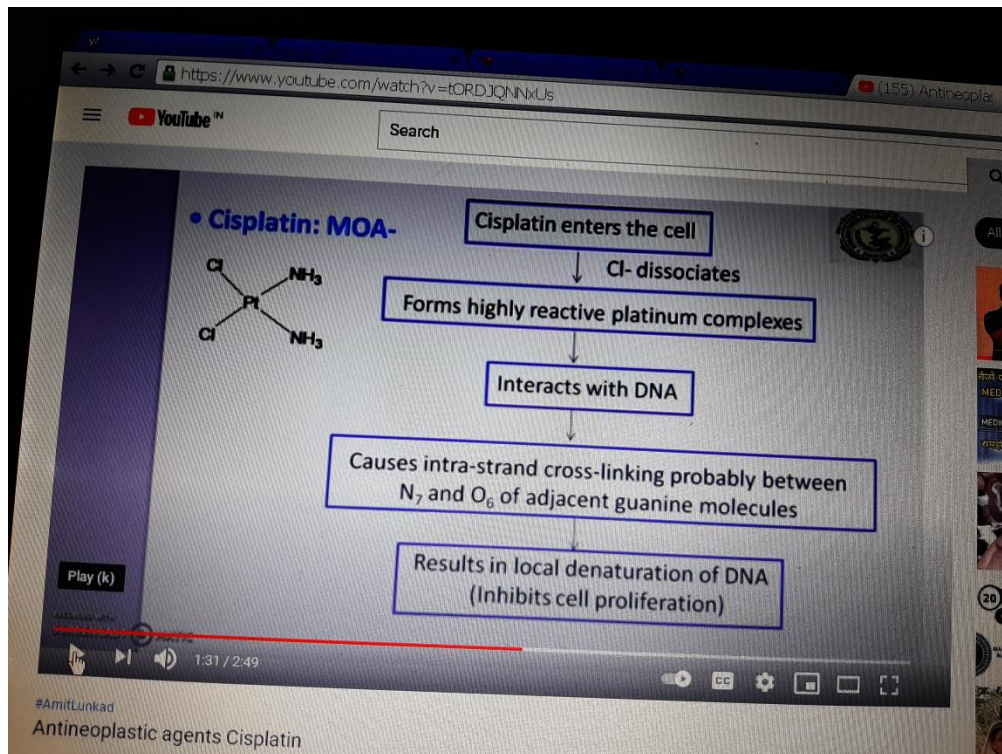 https://www.youtube.com/watch?v=tORDJQNNxUs
(155) Antineoplas
YouTube IN
Search
All
• Cisplatin: MOA-
Cisplatin enters the cell
i
Cl- dissociates
Cl
NH3
Pt
Cl
NH3
Forms highly reactive platinum complexes
Interacts with DNA
Causes intra-strand cross-linking probably between
N7 and O6 of adjacent guanine molecules
Results in local denaturation of DNA
(Inhibits cell proliferation)
Play (k)
1:31 / 2:49
CC
20
#AmitLunkad
Antineoplastic agents Cisplatin